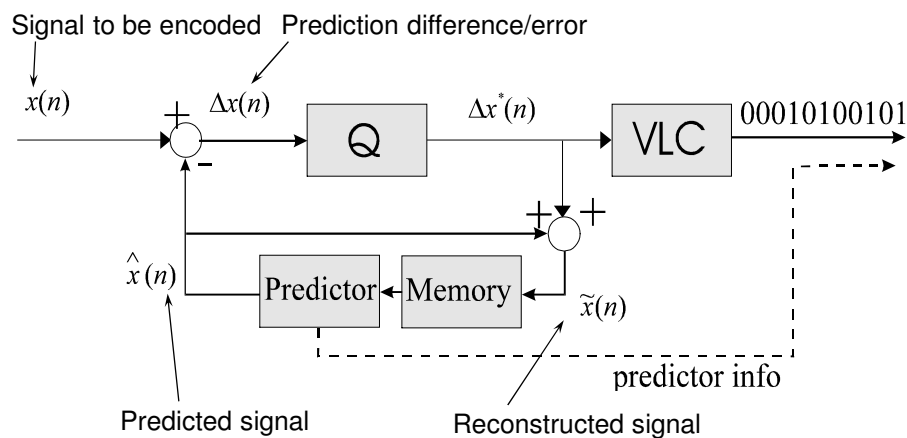 Signal to be encoded Prediction difference/error
x(n)
+
Δx(n)
Q
Δx*(n)
VLC
00010100101
-
+ +
x̂(n)
Predictor
Memory
x̃(n)
predictor info
Predicted signal
Reconstructed signal